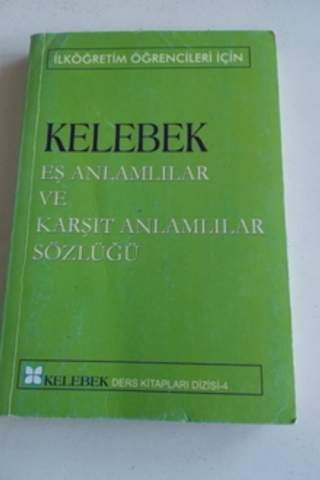 İLKÖĞRETİM ÖĞRENCİLERİ İÇİN
KELEBEK
EŞ ANLAMLILAR
VE
KARŞIT ANLAMLILAR
SÖZLÜĞÜ
KELEBEK DERS KİTAPLARI DİZİSİ-4